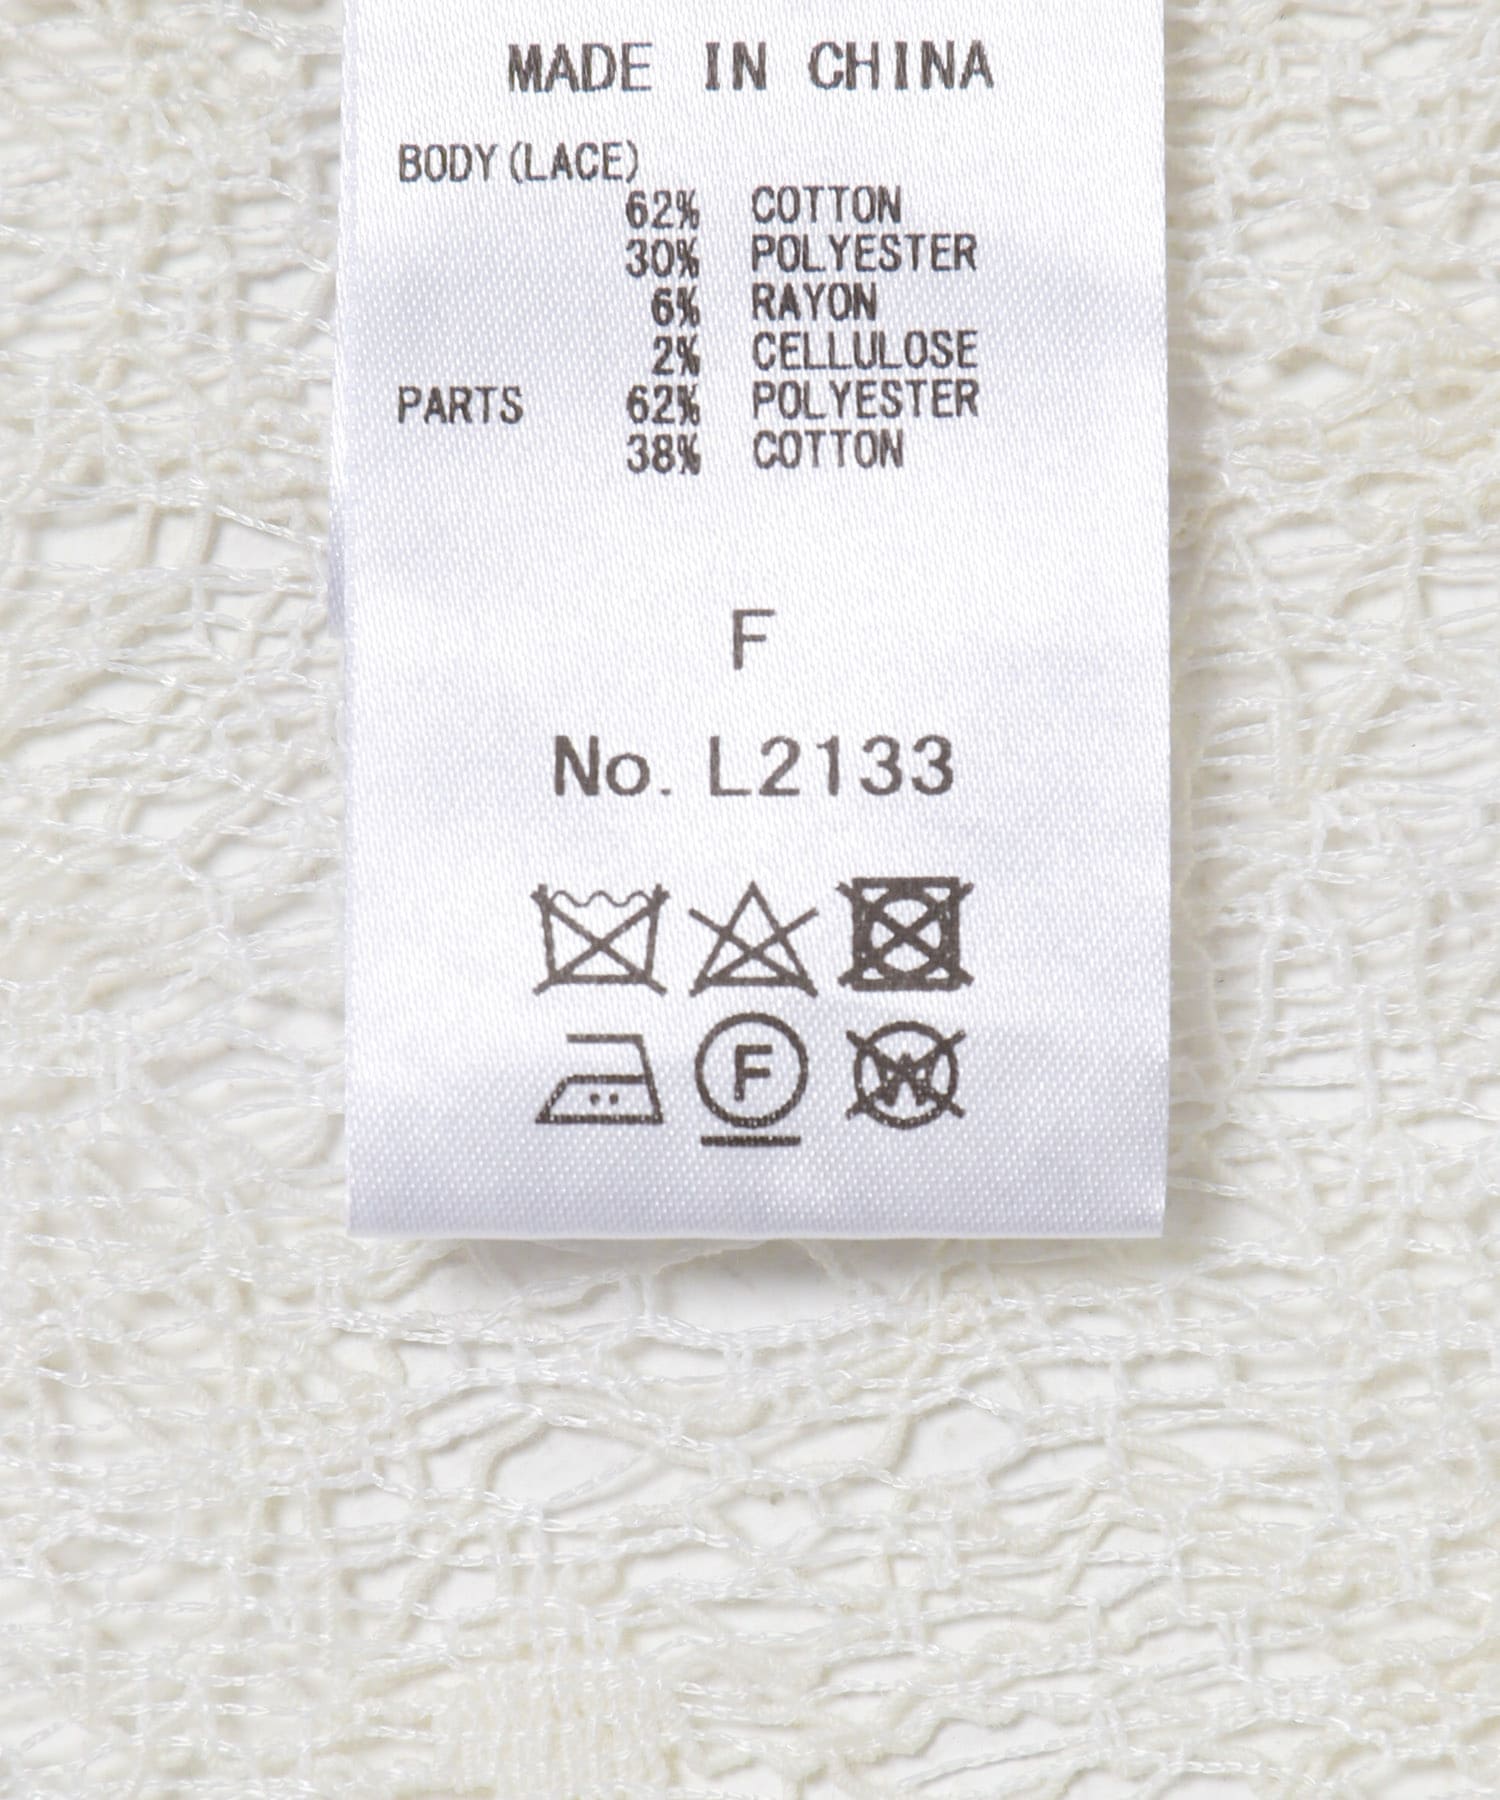 MADE IN CHINA
BODY(LACE)
62% COTTON
30% POLYESTER
6% RAYON
2% CELLULOSE
PARTS 62% POLYESTER
38% COTTON
F
No. L2133
F W